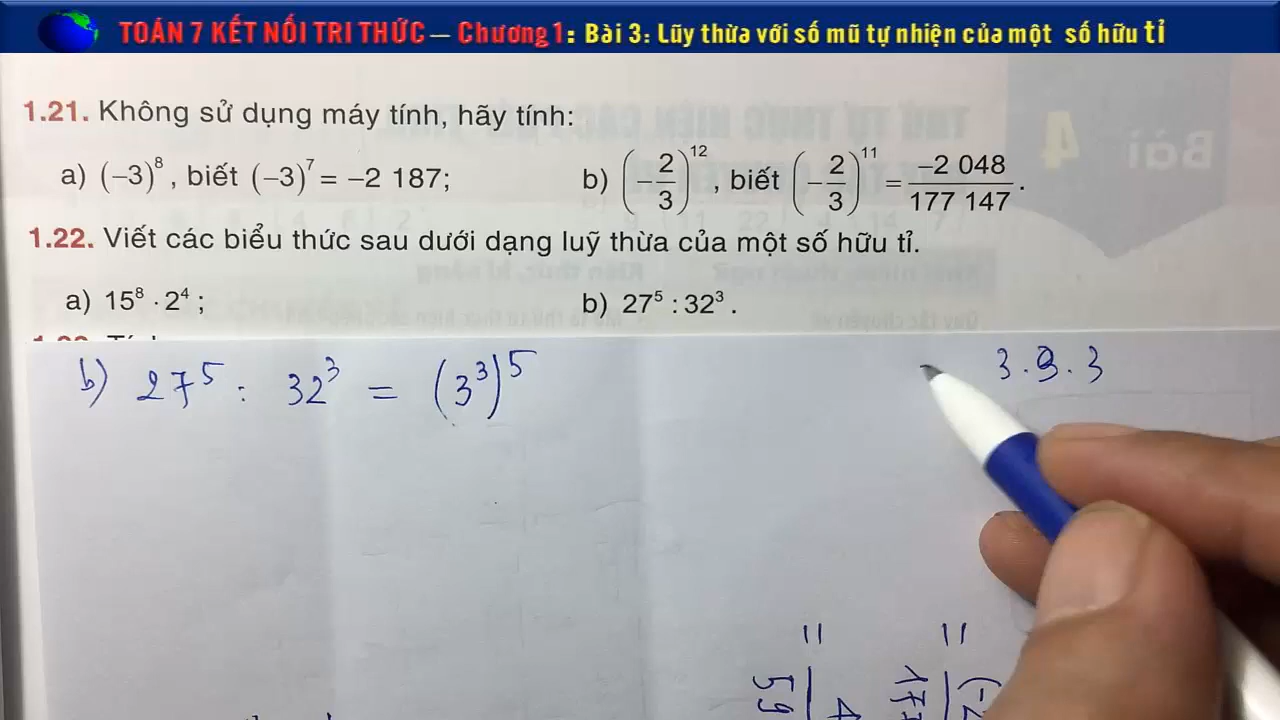 TOÁN 7 KẾT NỐI TRI THỨC – Chương 1: Bài 3: Lũy thừa với số mũ tự nhiện của một số hữu tỉ
1.21. Không sử dụng máy tính, hãy tính:
a) (–3)⁸, biết (–3)⁷ = –2 187; b) (–2/3)¹², biết (–2/3)¹¹ = –2 048/177 147.
1.22. Viết các biểu thức sau dưới dạng luỹ thừa của một số hữu tỉ.
a) 15⁸ · 2⁴; b) 27⁵ : 32³.
b) 27⁵ : 32³ = (3³)⁵ 3.3.3
Bài 4